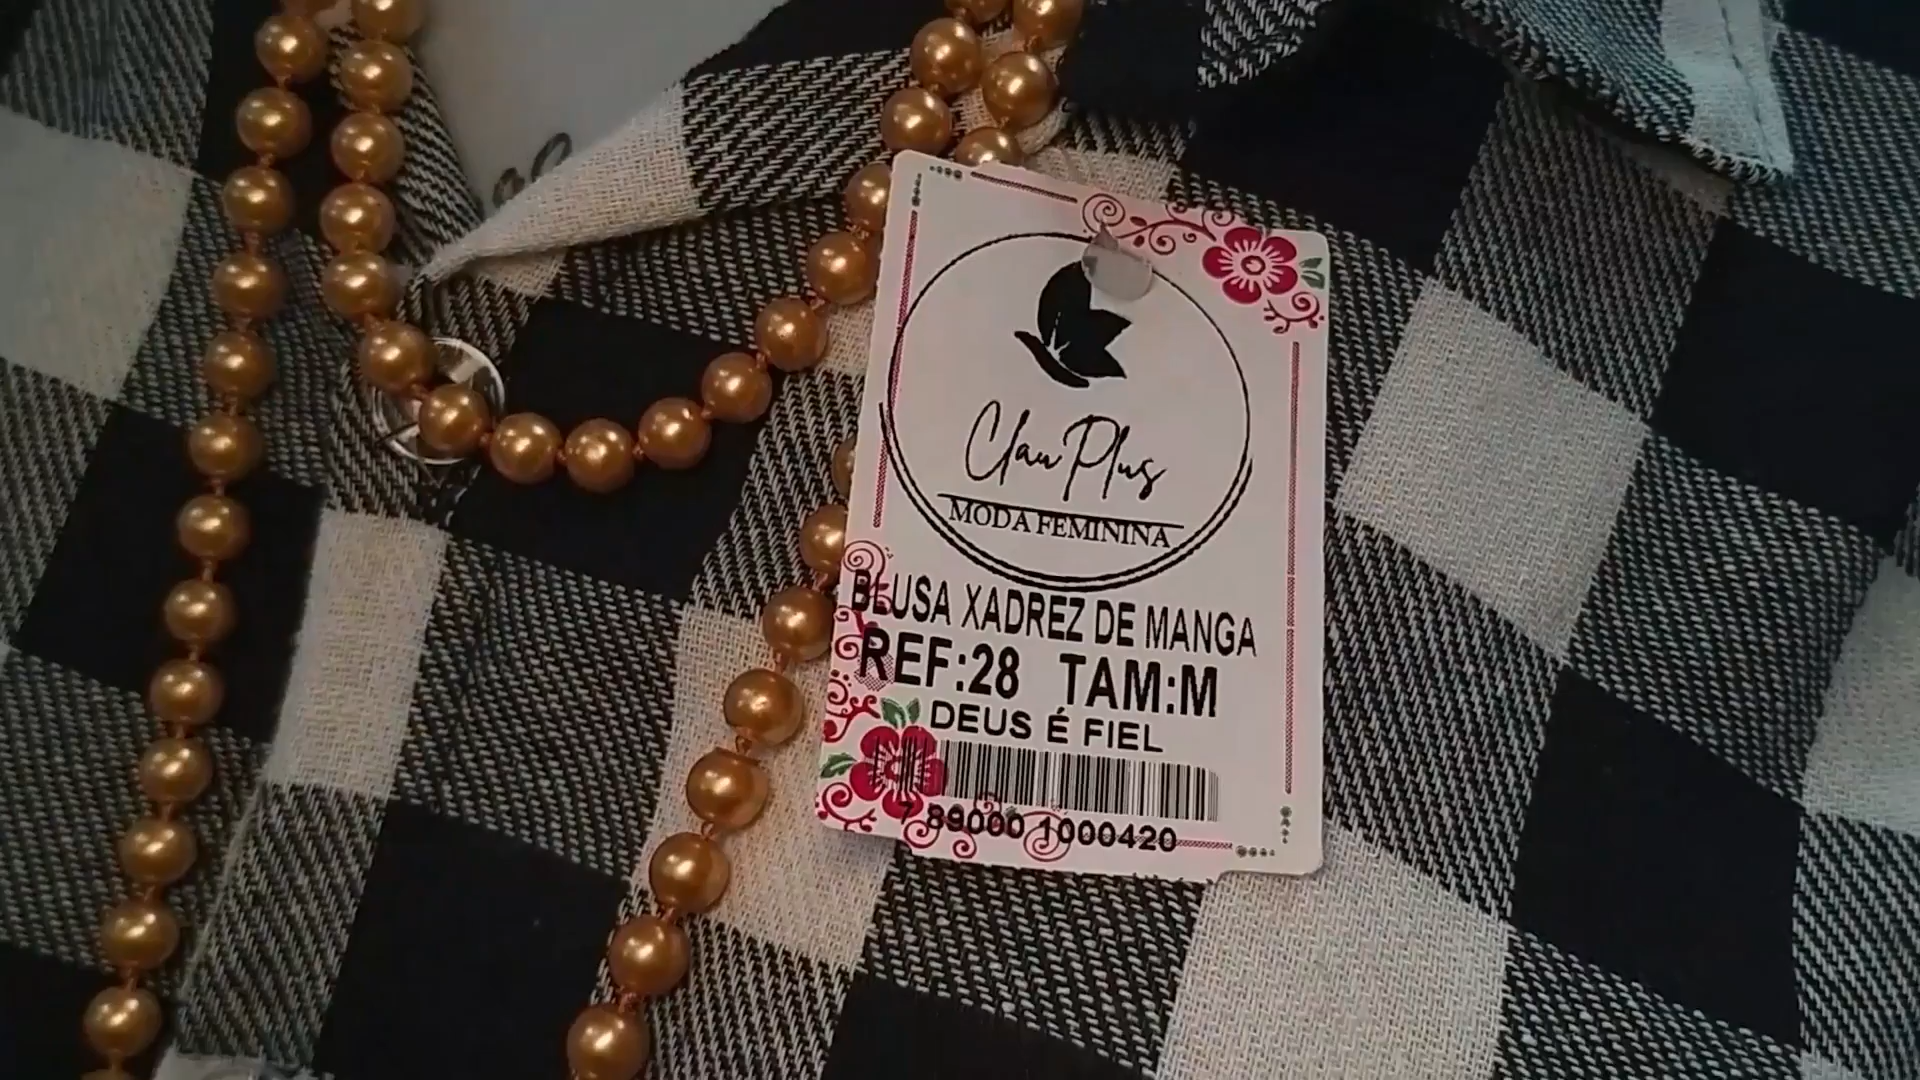 Clau Plus
MODA FEMININA
BLUSA XADREZ DE MANGA
REF:28 TAM:M
DEUS É FIEL
7 89000 1000420